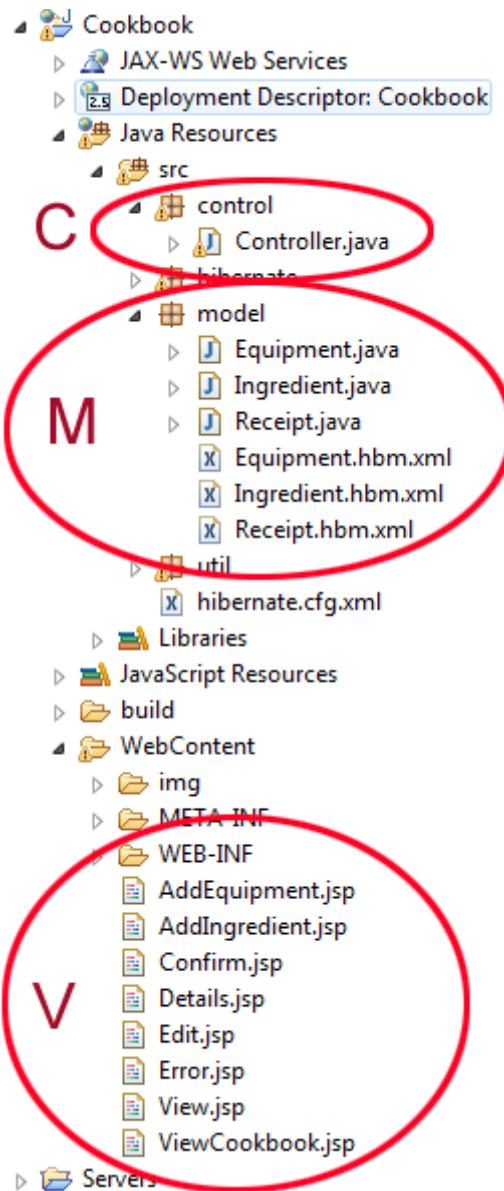 Cookbook
JAX-WS Web Services
2.5 Deployment Descriptor: Cookbook
Java Resources
src
C control
J Controller.java
hibernate
model
J Equipment.java
J Ingredient.java
M J Receipt.java
X Equipment.hbm.xml
X Ingredient.hbm.xml
X Receipt.hbm.xml
util
X hibernate.cfg.xml
Libraries
JavaScript Resources
build
WebContent
img
META-INF
WEB-INF
AddEquipment.jsp
AddIngredient.jsp
Confirm.jsp
V Details.jsp
Edit.jsp
Error.jsp
View.jsp
ViewCookbook.jsp
Servers